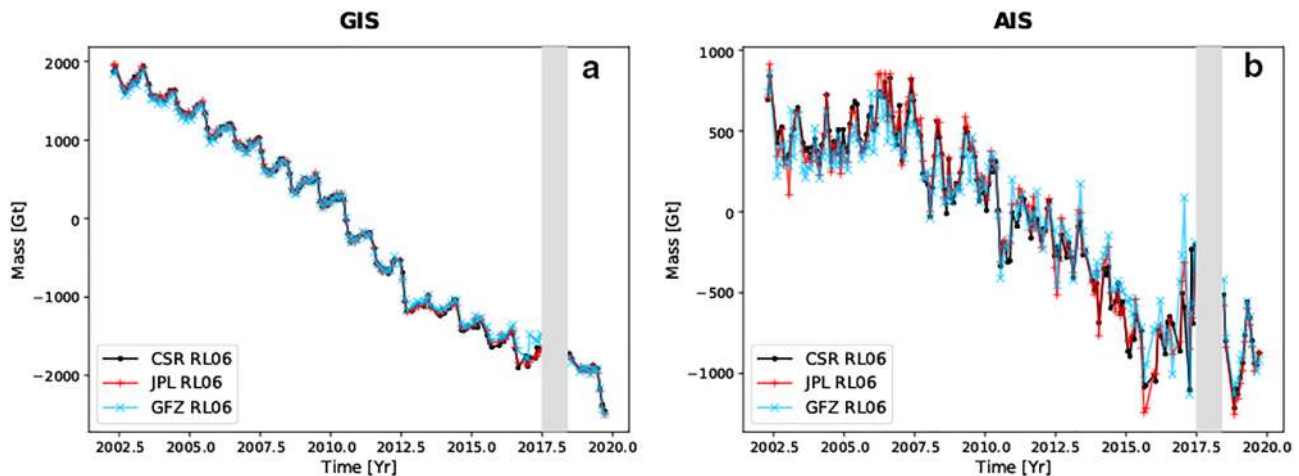 GIS
a
2000
1000
0
−1000
−2000
Mass [Gt]
CSR RL06
JPL RL06
GFZ RL06
2002.5 2005.0 2007.5 2010.0 2012.5 2015.0 2017.5 2020.0
Time [Yr]
AIS
b
1000
500
0
−500
−1000
Mass [Gt]
CSR RL06
JPL RL06
GFZ RL06
2002.5 2005.0 2007.5 2010.0 2012.5 2015.0 2017.5 2020.0
Time [Yr]